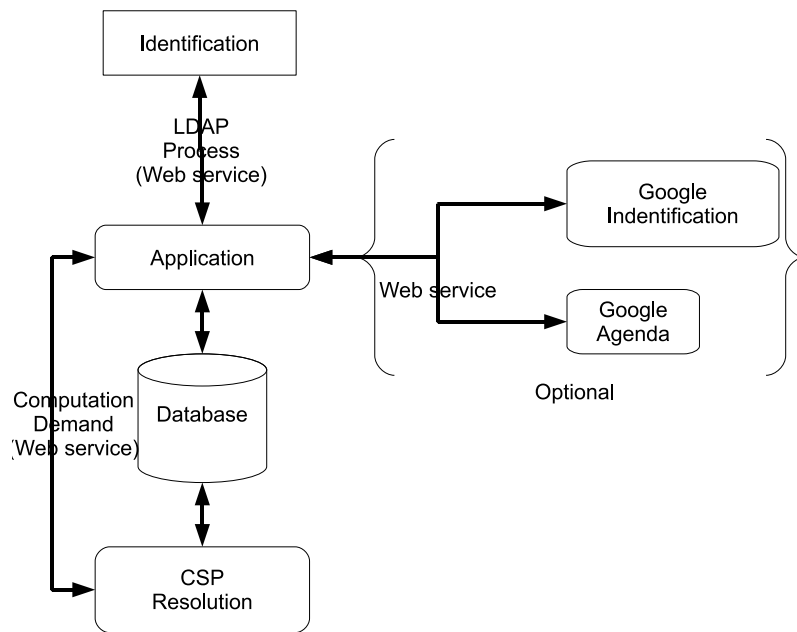 Identification
LDAP
Process
(Web service)
Google
Indentification
Application
Web service
Google
Agenda
Optional
Computation
Demand
(Web service)
Database
CSP
Resolution